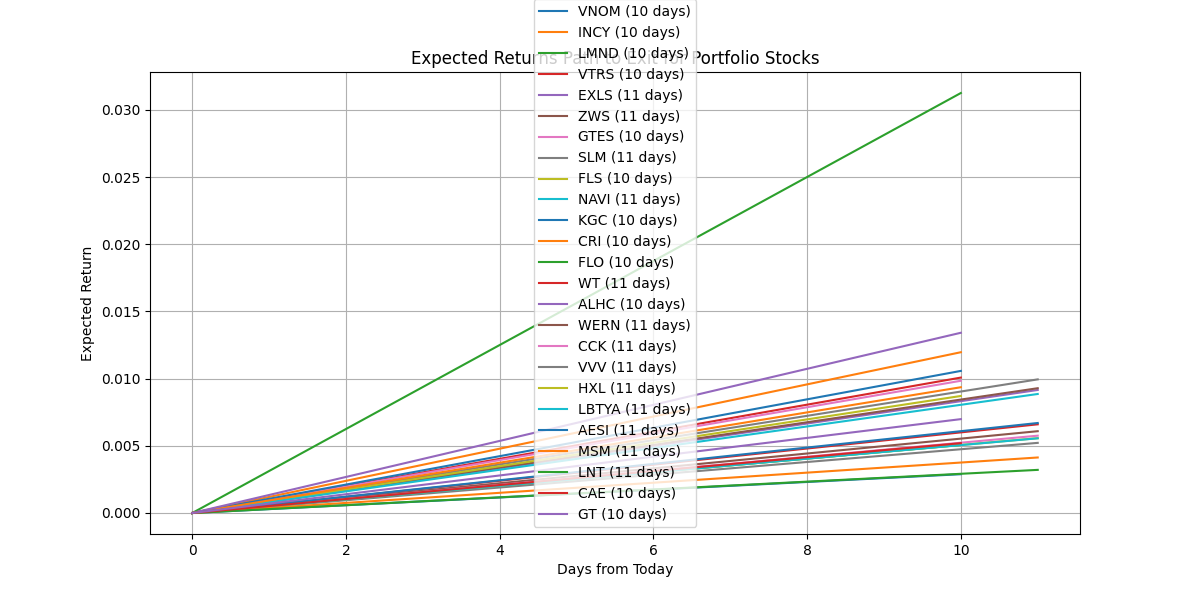 VNOM (10 days)
INCY (10 days)
LMND (10 days)
Expected Returns Path to Exit for Portfolio Stocks
VTRS (10 days)
EXLS (11 days)
ZWS (11 days)
GTES (10 days)
SLM (11 days)
FLS (10 days)
NAVI (11 days)
KGC (10 days)
CRI (10 days)
FLO (10 days)
WT (11 days)
ALHC (10 days)
WERN (11 days)
CCK (11 days)
VVV (11 days)
HXL (11 days)
LBTYA (11 days)
AESI (11 days)
MSM (11 days)
LNT (11 days)
CAE (10 days)
GT (10 days)
Expected Return
0.030
0.025
0.020
0.015
0.010
0.005
0.000
0 2 4 6 8 10
Days from Today